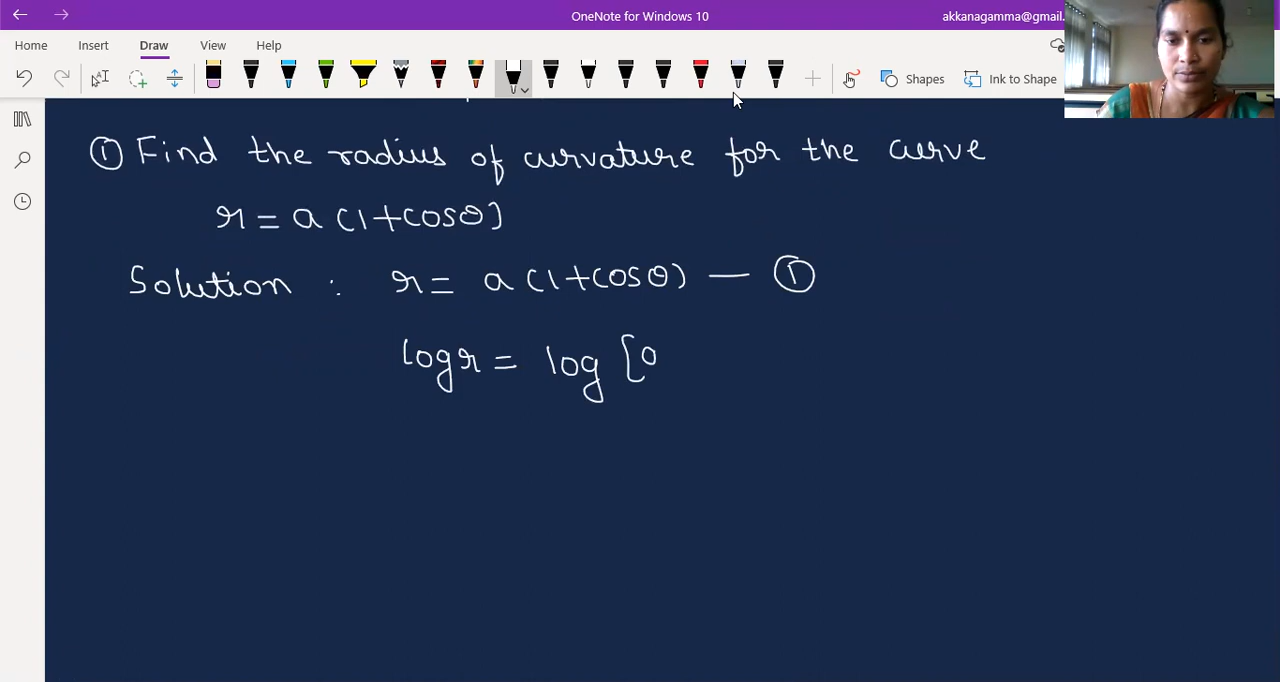 OneNote for Windows 10
akkanagamma@gmail.
Home Insert Draw View Help
Shapes Ink to Shape
① Find the radius of curvature for the curve
r = a (1+cosθ)
Solution : r = a (1+cosθ) — ①
log r = log [a